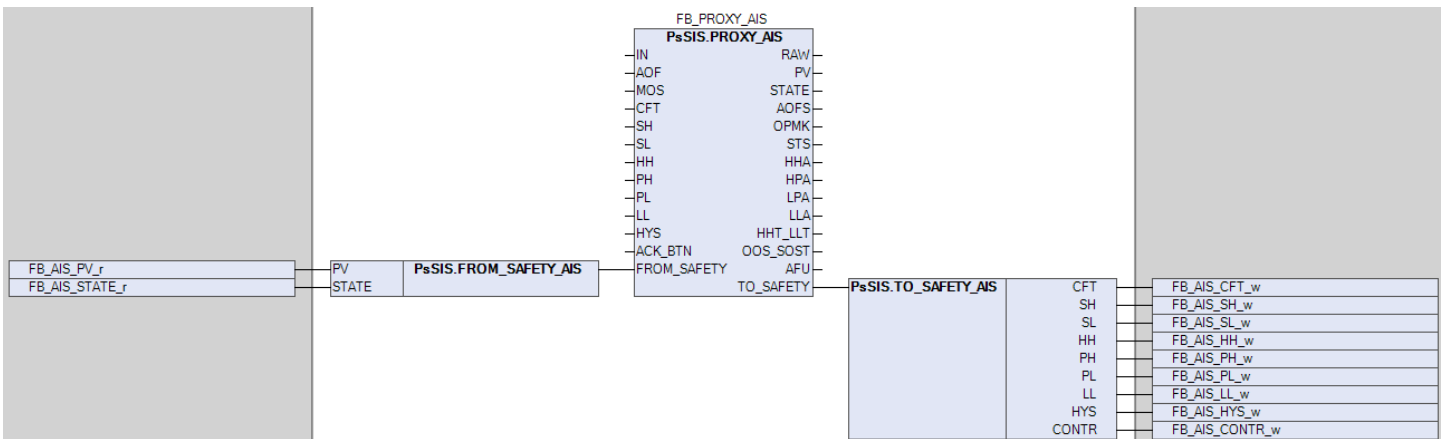 FB_PROXY_AIS
PsSIS.PROXY_AIS
IN RAW
AOF PV
MOS STATE
CFT AOFS
SH OPMK
SL STS
HH HHA
PH HPA
PL LPA
LL LLA
HYS HHT_LLT
ACK_BTN OOS_SOST
FB_AIS_PV_r PV PsSIS.FROM_SAFETY_AIS FROM_SAFETY AFU
FB_AIS_STATE_r STATE TO_SAFETY PsSIS.TO_SAFETY_AIS CFT FB_AIS_CFT_w
SH FB_AIS_SH_w
SL FB_AIS_SL_w
HH FB_AIS_HH_w
PH FB_AIS_PH_w
PL FB_AIS_PL_w
LL FB_AIS_LL_w
HYS FB_AIS_HYS_w
CONTR FB_AIS_CONTR_w